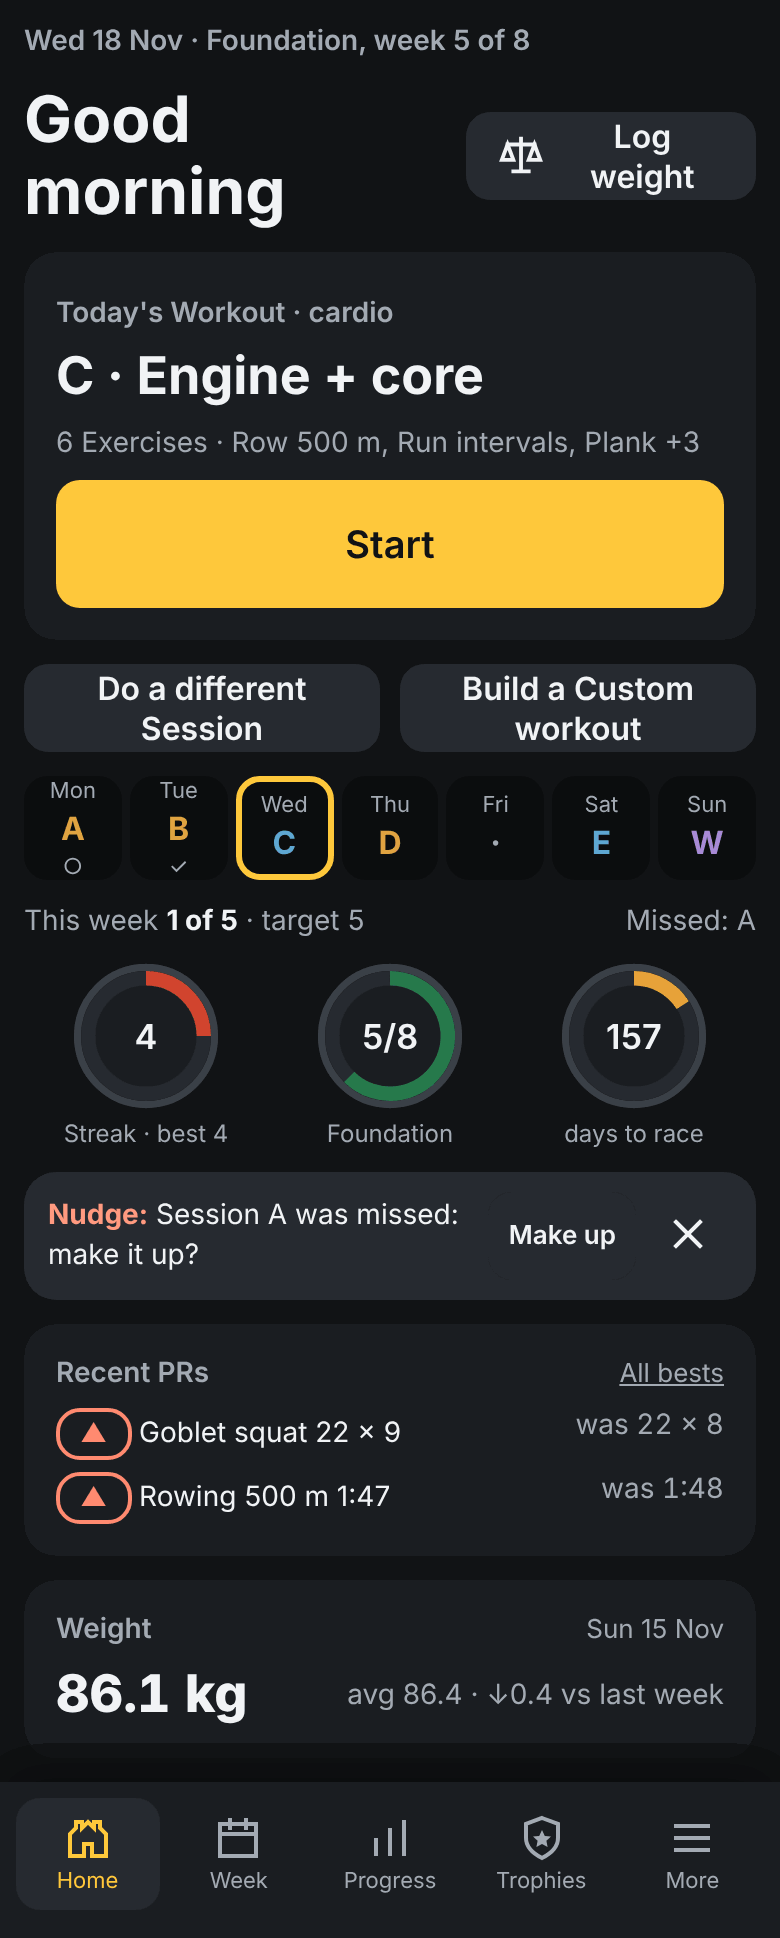 Wed 18 Nov · Foundation, week 5 of 8
Good
morning
Log
weight
Today's Workout · cardio
C · Engine + core
6 Exercises · Row 500 m, Run intervals, Plank +3
Start
Do a different
Session
Build a Custom
workout
Mon
A
Tue
B
Wed
C
Thu
D
Fri
·
Sat
E
Sun
W
This week 1 of 5 · target 5
Missed: A
4
Streak · best 4
5/8
Foundation
157
days to race
Nudge: Session A was missed:
make it up?
Make up
Recent PRs
All bests
Goblet squat 22 × 9
was 22 × 8
Rowing 500 m 1:47
was 1:48
Weight
Sun 15 Nov
86.1 kg
avg 86.4 · ↓0.4 vs last week
Home
Week
Progress
Trophies
More